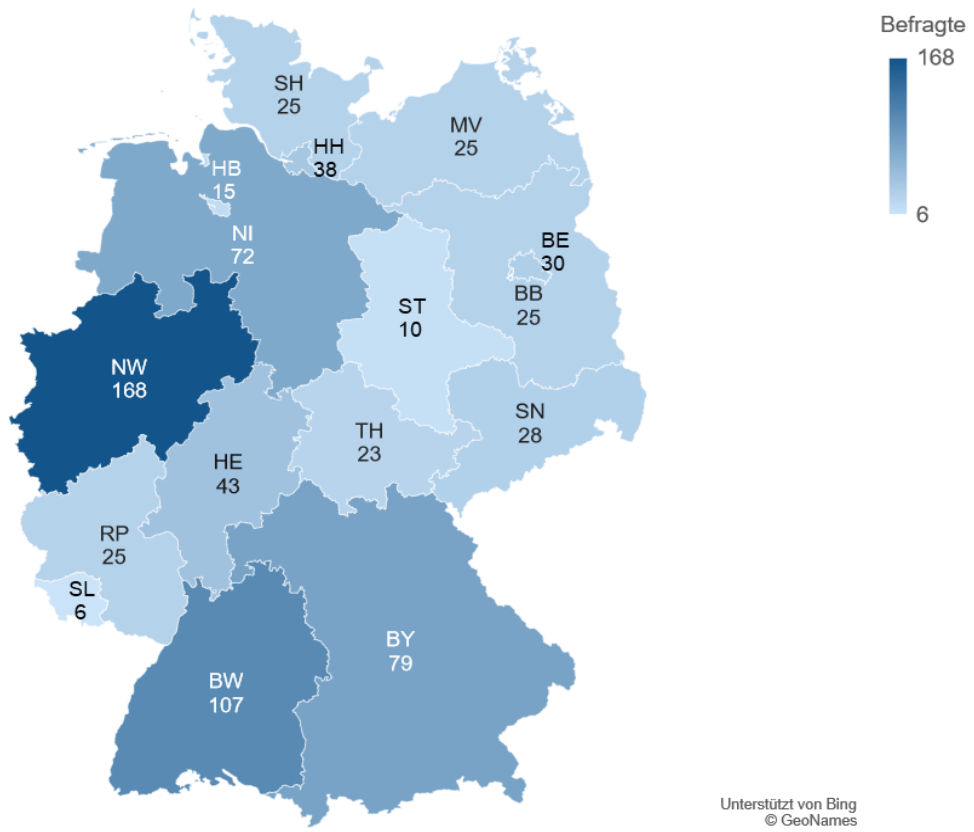 Befragte
168
6
SH
25
MV
25
HH
38
HB
15
NI
72
BE
30
BB
25
ST
10
NW
168
SN
28
TH
23
HE
43
RP
25
SL
6
BY
79
BW
107
Unterstützt von Bing
© GeoNames